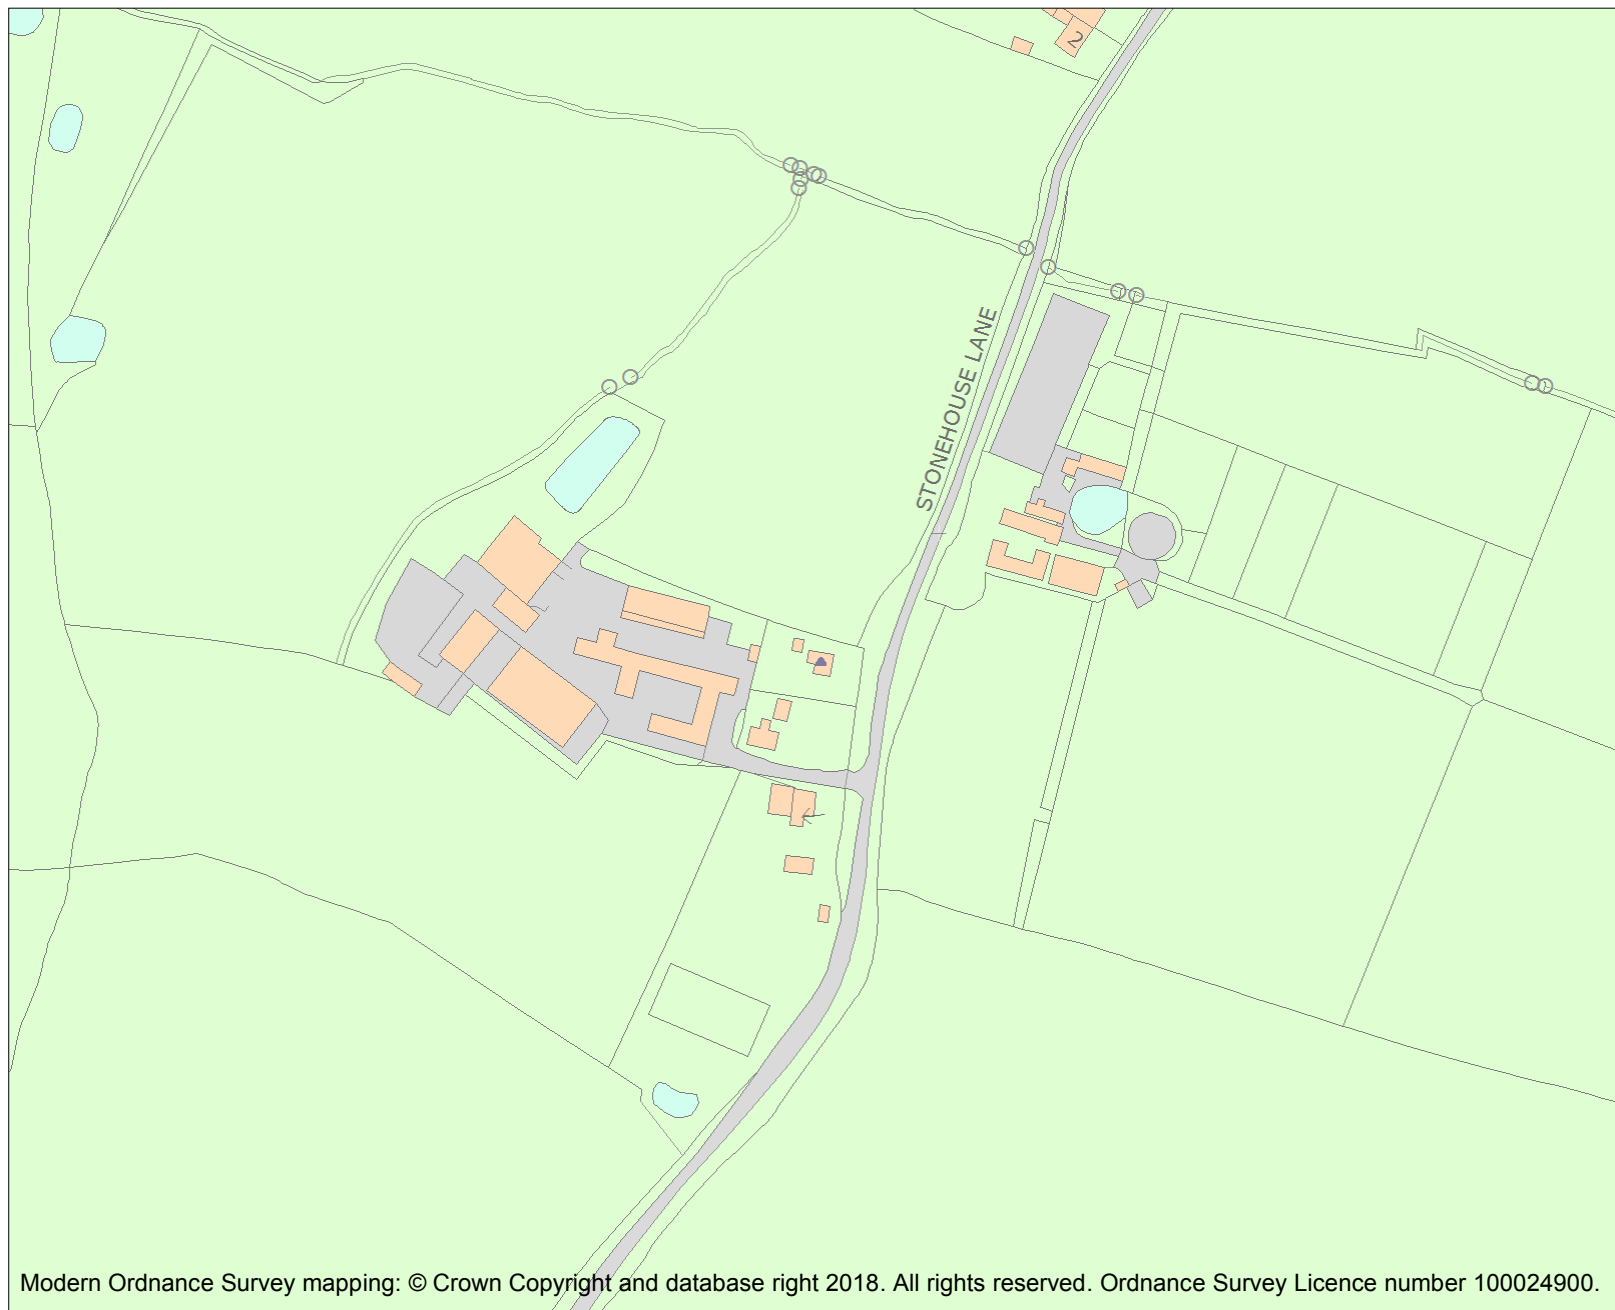 2
STONEHOUSE LANE
Modern Ordnance Survey mapping: © Crown Copyright and database right 2018. All rights reserved. Ordnance Survey Licence number 100024900.